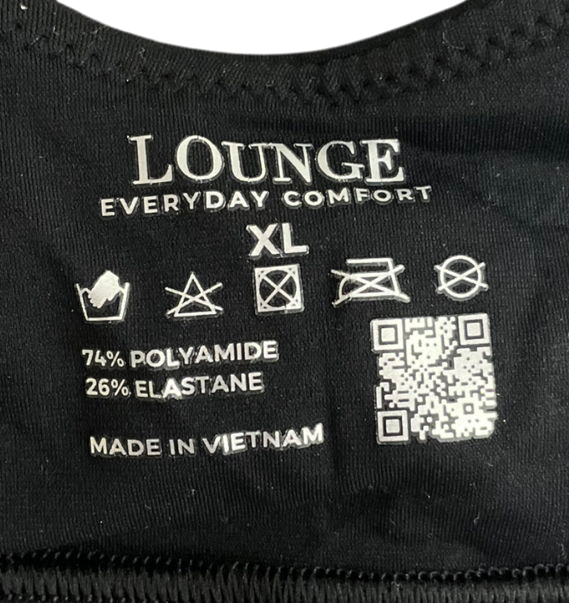 LOUNGE
EVERYDAY COMFORT
XL
74% POLYAMIDE
26% ELASTANE
MADE IN VIETNAM